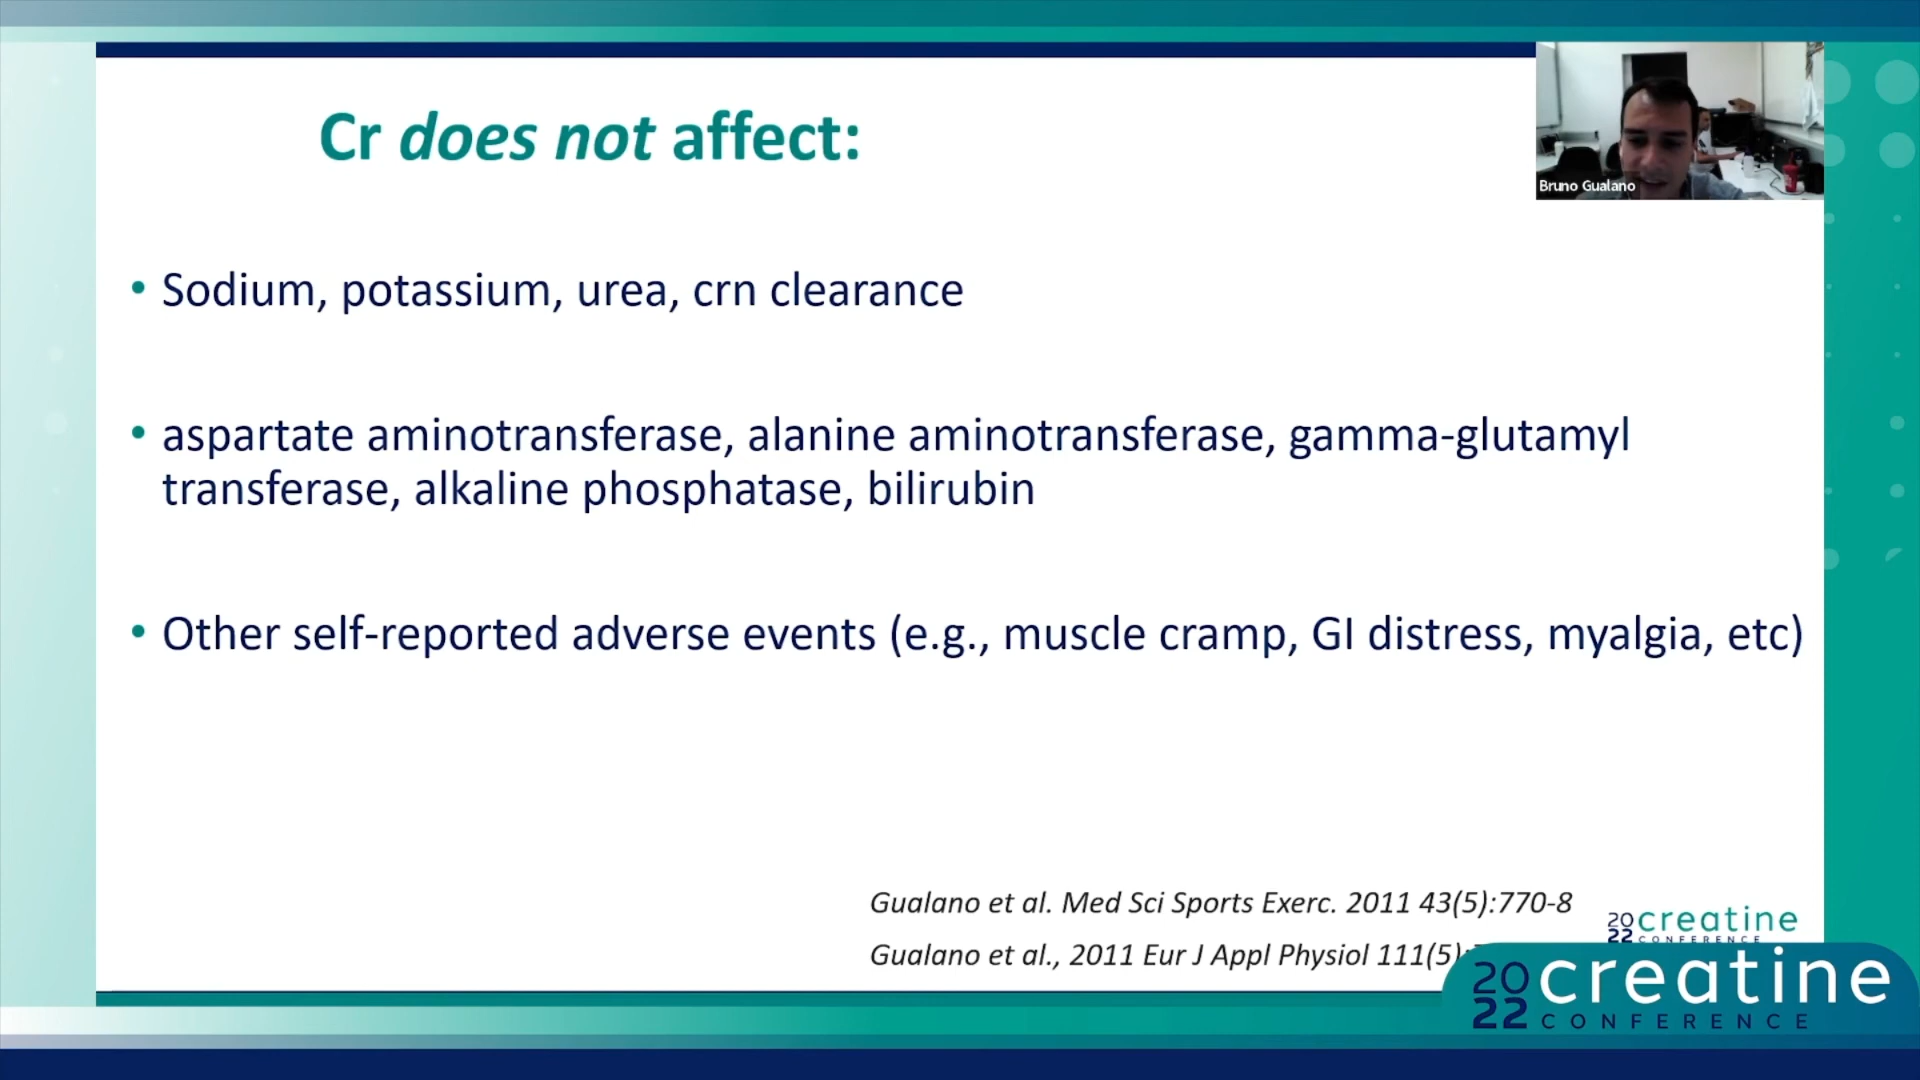 Cr does not affect:
Bruno Gualano
• Sodium, potassium, urea, crn clearance
• aspartate aminotransferase, alanine aminotransferase, gamma-glutamyl
transferase, alkaline phosphatase, bilirubin
• Other self-reported adverse events (e.g., muscle cramp, GI distress, myalgia, etc)
Gualano et al. Med Sci Sports Exerc. 2011 43(5):770-8
Gualano et al., 2011 Eur J Appl Physiol 111(5):
2022 creatine
CONFERENCE
2022 creatine
CONFERENCE